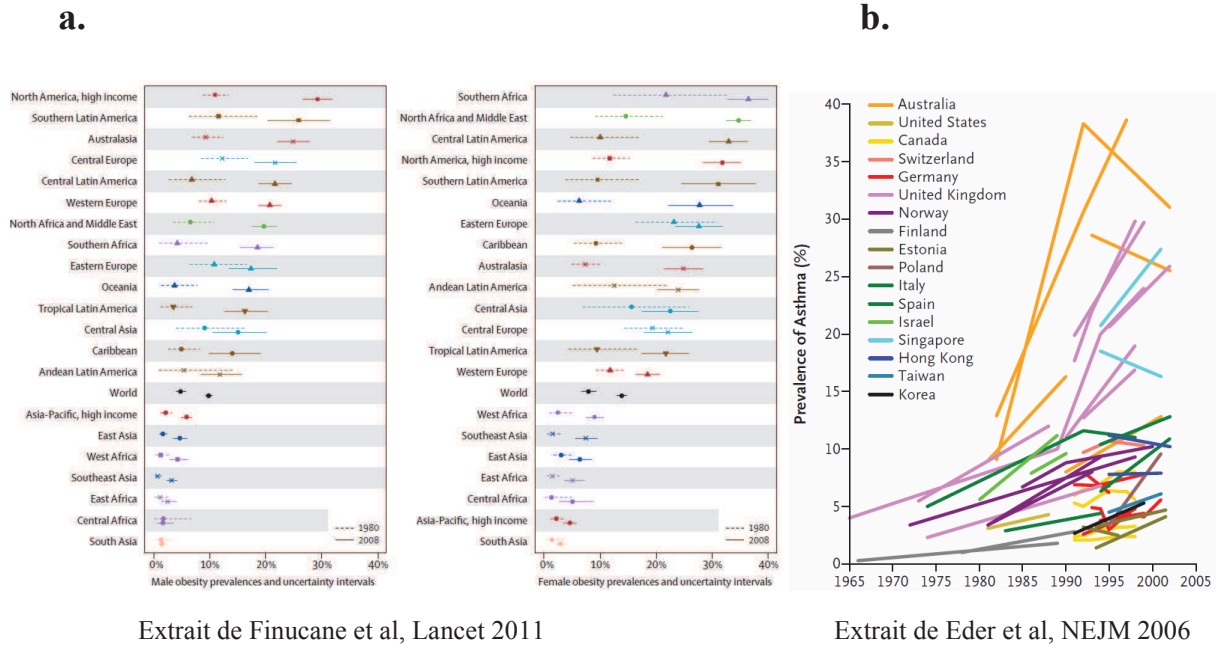 a.
b.
North America, high income
Southern Latin America
Australasia
Central Europe
Central Latin America
Western Europe
North Africa and Middle East
Southern Africa
Eastern Europe
Oceania
Tropical Latin America
Central Asia
Caribbean
Andean Latin America
World
Asia-Pacific, high income
East Asia
West Africa
Southeast Asia
East Africa
Central Africa
South Asia
1980
2008
0% 10% 20% 30% 40%
Male obesity prevalences and uncertainty intervals
Southern Africa
North Africa and Middle East
Central Latin America
North America, high income
Southern Latin America
Oceania
Eastern Europe
Caribbean
Australasia
Andean Latin America
Central Asia
Central Europe
Tropical Latin America
Western Europe
World
West Africa
Southeast Asia
East Asia
East Africa
Central Africa
Asia-Pacific, high income
South Asia
1980
2008
0% 10% 20% 30% 40%
Female obesity prevalences and uncertainty intervals
Prevalence of Asthma (%)
40
35
30
25
20
15
10
5
0
Australia
United States
Canada
Switzerland
Germany
United Kingdom
Norway
Finland
Estonia
Poland
Italy
Spain
Israel
Singapore
Hong Kong
Taiwan
Korea
1965 1970 1975 1980 1985 1990 1995 2000 2005
Extrait de Finucane et al, Lancet 2011
Extrait de Eder et al, NEJM 2006